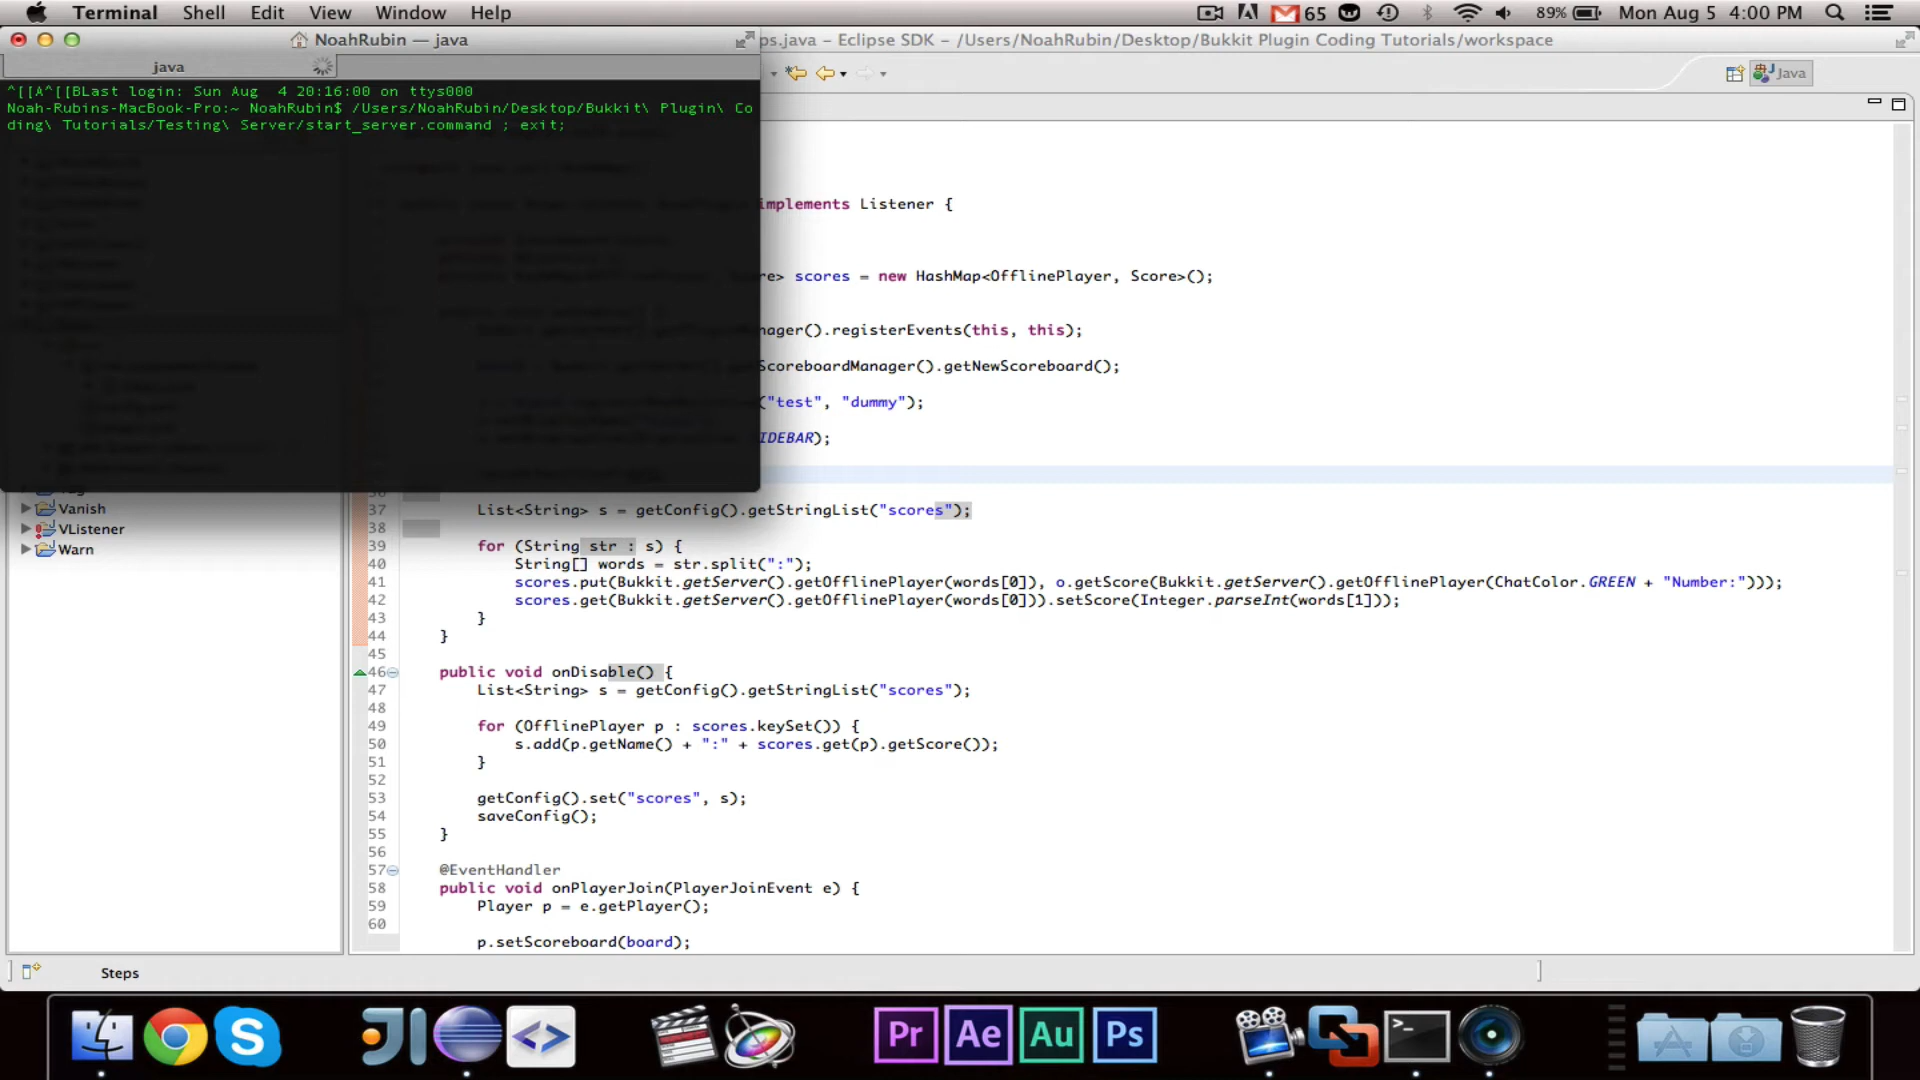 Terminal Shell Edit View Window Help 65 89% Mon Aug 5 4:00 PM
NoahRubin — java
ps.java – Eclipse SDK – /Users/NoahRubin/Desktop/Bukkit Plugin Coding Tutorials/workspace
java
Java
^[[A^[[BLast login: Sun Aug  4 20:16:00 on ttys000
Noah-Rubins-MacBook-Pro:~ NoahRubin$ /Users/NoahRubin/Desktop/Bukkit\ Plugin\ Co
ding\ Tutorials/Testing\ Server/start_server.command ; exit;
implements Listener {
re> scores = new HashMap<OfflinePlayer, Score>();
nager().registerEvents(this, this);
ScoreboardManager().getNewScoreboard();
("test", "dummy");
IDEBAR);
Vanish
VListener
Warn
37 List<String> s = getConfig().getStringList("scores");
38
39 for (String str : s) {
40 String[] words = str.split(":");
41 scores.put(Bukkit.getServer().getOfflinePlayer(words[0]), o.getScore(Bukkit.getServer().getOfflinePlayer(ChatColor.GREEN + "Number:")));
42 scores.get(Bukkit.getServer().getOfflinePlayer(words[0])).setScore(Integer.parseInt(words[1]));
43 }
44 }
45
46 public void onDisable() {
47 List<String> s = getConfig().getStringList("scores");
48
49 for (OfflinePlayer p : scores.keySet()) {
50 s.add(p.getName() + ":" + scores.get(p).getScore());
51 }
52
53 getConfig().set("scores", s);
54 saveConfig();
55 }
56
57 @EventHandler
58 public void onPlayerJoin(PlayerJoinEvent e) {
59 Player p = e.getPlayer();
60
p.setScoreboard(board);
Steps
Pr Ae Au Ps